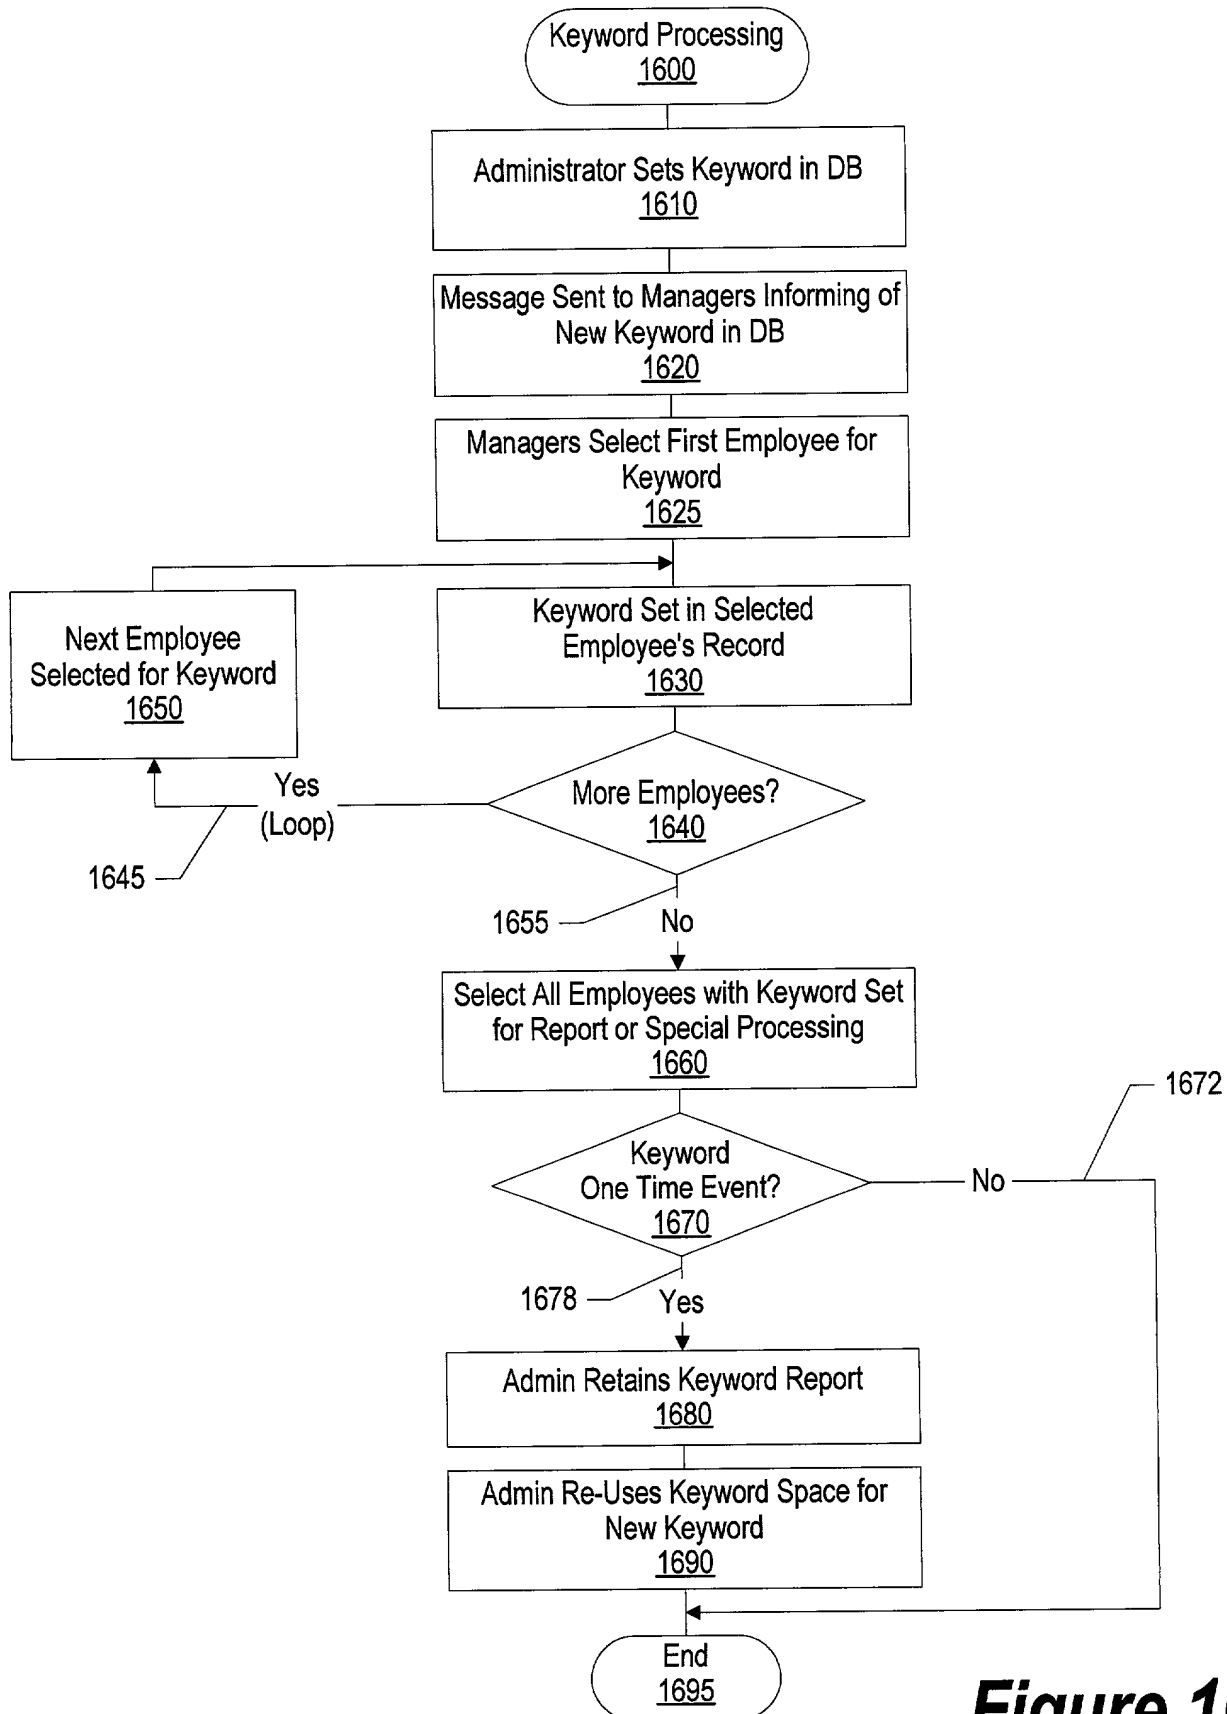 Keyword Processing
1600
Administrator Sets Keyword in DB
1610
Message Sent to Managers Informing of
New Keyword in DB
1620
Managers Select First Employee for
Keyword
1625
Next Employee
Selected for Keyword
1650
Keyword Set in Selected
Employee's Record
1630
Yes
(Loop)
1645
More Employees?
1640
1655
No
Select All Employees with Keyword Set
for Report or Special Processing
1660
1672
Keyword
One Time Event?
1670
No
1678
Yes
Admin Retains Keyword Report
1680
Admin Re-Uses Keyword Space for
New Keyword
1690
End
1695
Figure